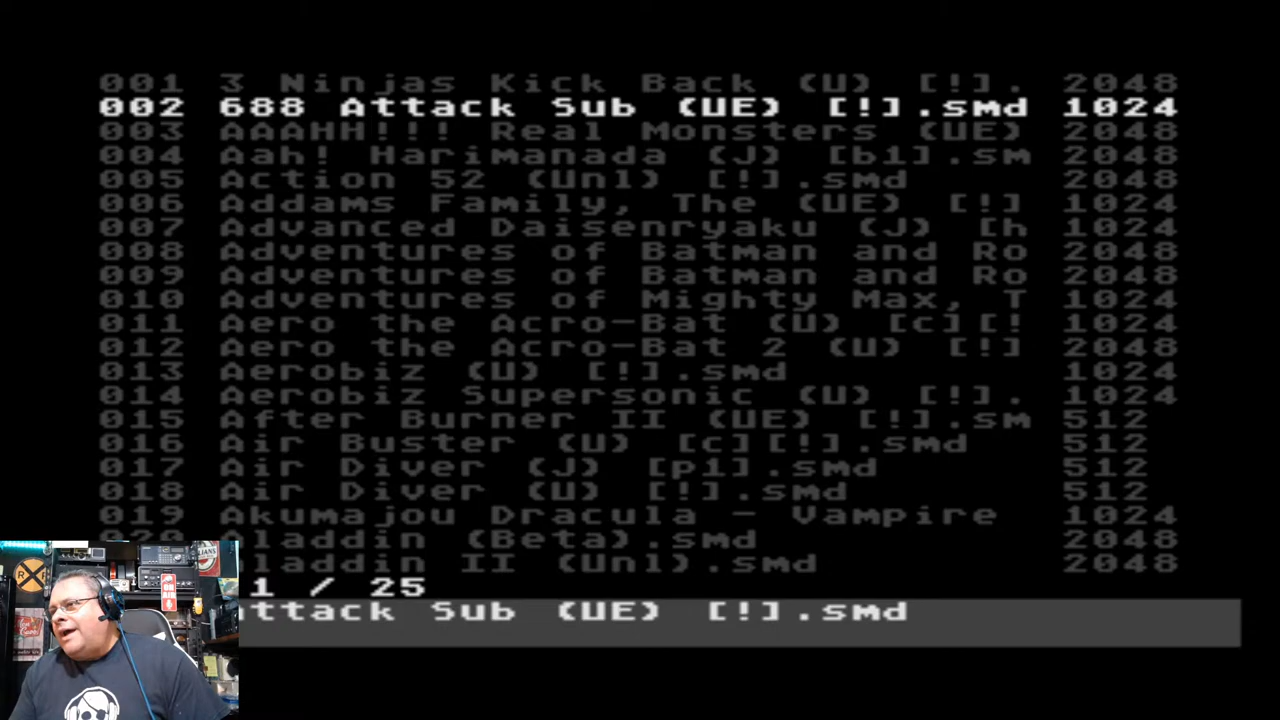 001 3 Ninjas Kick Back (U) [!]. 2048
002 688 Attack Sub (UE) [!].smd 1024
003 AAAHH!!! Real Monsters (UE) 2048
004 Aah! Harimanada (J) [b1].sm 2048
005 Action 52 (Unl) [!].smd 2048
006 Addams Family, The (UE) [!] 1024
007 Advanced Daisenryaku (J) [h 1024
008 Adventures of Batman and Ro 2048
009 Adventures of Batman and Ro 2048
010 Adventures of Mighty Max, T 1024
011 Aero the Acro-Bat (U) [c][! 1024
012 Aero the Acro-Bat 2 (U) [!] 2048
013 Aerobiz (U) [!].smd 1024
014 Aerobiz Supersonic (U) [!]. 1024
015 After Burner II (UE) [!].sm 512
016 Air Buster (U) [c][!].smd 512
017 Air Diver (J) [p1].smd 512
018 Air Diver (U) [!].smd 512
019 Akumajou Dracula - Vampire 1024
020 Aladdin (Beta).smd 2048
laddin II (Unl).smd 2048
1 / 25
ttack Sub (UE) [!].smd
ON AIR